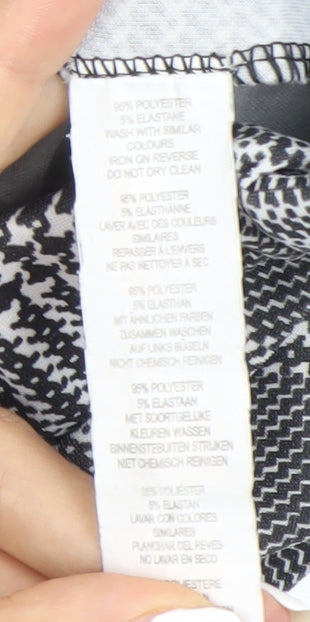 95% POLYESTER
5% ELASTANE
WASH WITH SIMILAR
COLOURS
IRON ON REVERSE
DO NOT DRY CLEAN
95% POLYESTER
5% ÉLASTHANNE
LAVER AVEC DES COULEURS
SIMILAIRES
REPASSER À L'ENVERS
NE PAS NETTOYER À SEC
95% POLYESTER
5% ELASTHAN
MIT ÄHNLICHEN FARBEN
ZUSAMMEN WASCHEN
AUF LINKS BÜGELN
NICHT CHEMISCH REINIGEN
95% POLYESTER
5% ELASTAAN
MET SOORTGELIJKE
KLEUREN WASSEN
BINNENSTEBUITEN STRIJKEN
NIET CHEMISCH REINIGEN
95% POLIÉSTER
5% ELASTAN
LAVAR CON COLORES
SIMILARES
PLANCHAR DEL REVÉS
NO LAVAR EN SECO